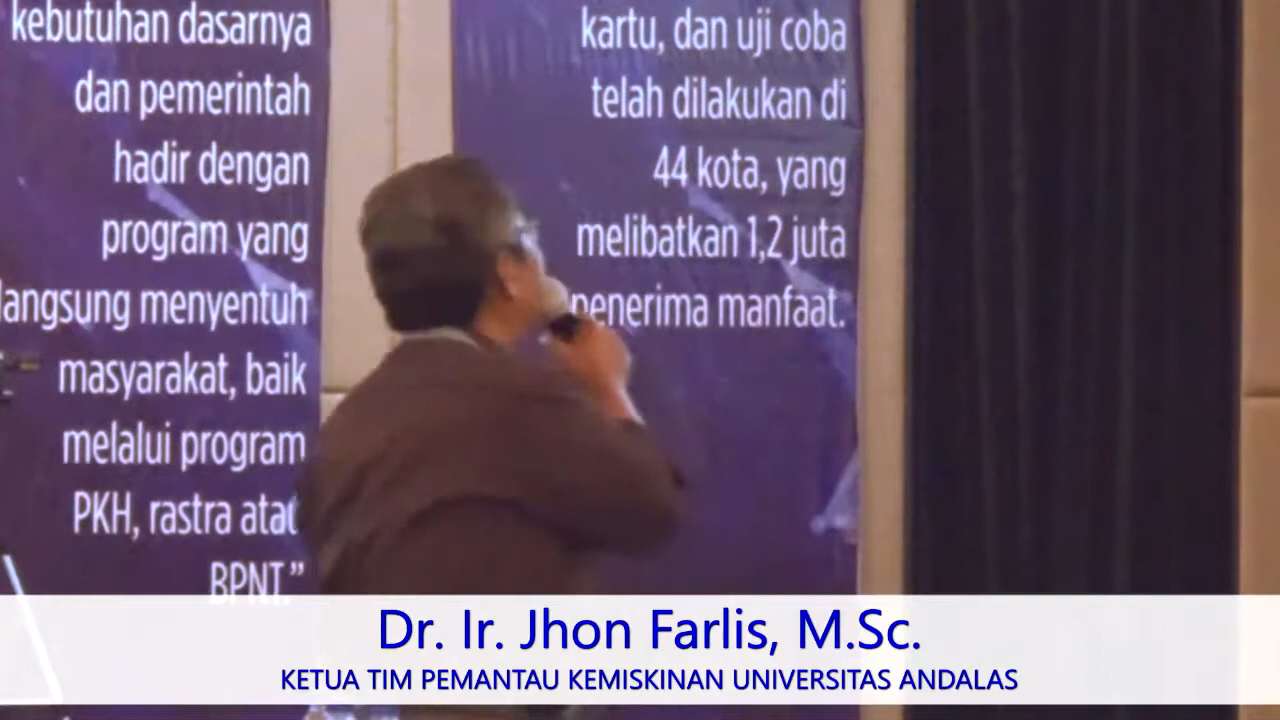 kebutuhan dasarnya
dan pemerintah
hadir dengan
program yang
langsung menyentuh
masyarakat, baik
melalui program
PKH, rastra atau
BPNT.”
kartu, dan uji coba
telah dilakukan di
44 kota, yang
melibatkan 1,2 juta
penerima manfaat.
Dr. Ir. Jhon Farlis, M.Sc.
KETUA TIM PEMANTAU KEMISKINAN UNIVERSITAS ANDALAS